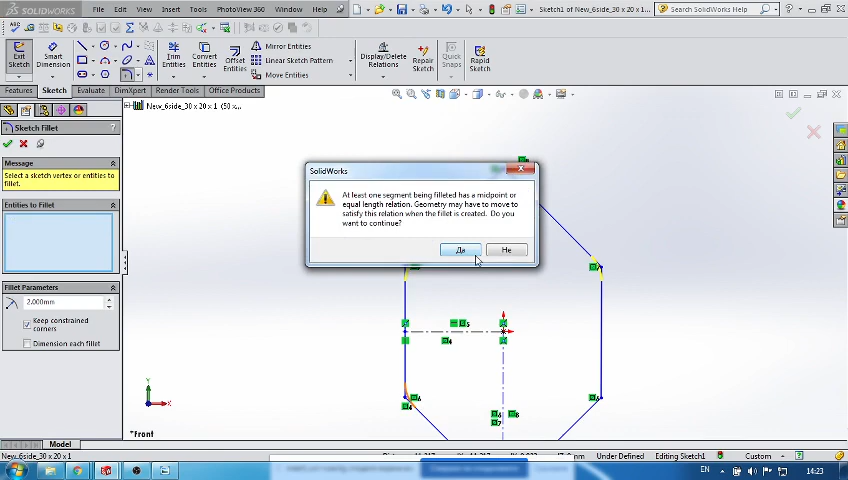 SOLIDWORKS
File Edit View Insert Tools PhotoView 360 Window Help
Sketch1 of New_6side_30 x 20 x 1
Search SolidWorks Help
Exit Sketch
Smart Dimension
Trim Entities
Convert Entities
Offset Entities
Mirror Entities
Linear Sketch Pattern
Move Entities
Display/Delete Relations
Repair Sketch
Quick Snaps
Rapid Sketch
Features Sketch Evaluate DimXpert Render Tools Office Products
New_6side_30 x 20 x 1 (50 x...
Sketch Fillet
?
Message
Select a sketch vertex or entities to fillet.
Entities to Fillet
Fillet Parameters
2.000mm
Keep constrained corners
Dimension each fillet
SolidWorks
At least one segment being filleted has a midpoint or
equal length relation. Geometry may have to move to
satisfy this relation when the fillet is created. Do you
want to continue?
Да Не
Y
X
*Front
Model
New_6side_30 x 20 x 1
Under Defined Editing Sketch1 Custom
EN 14:23